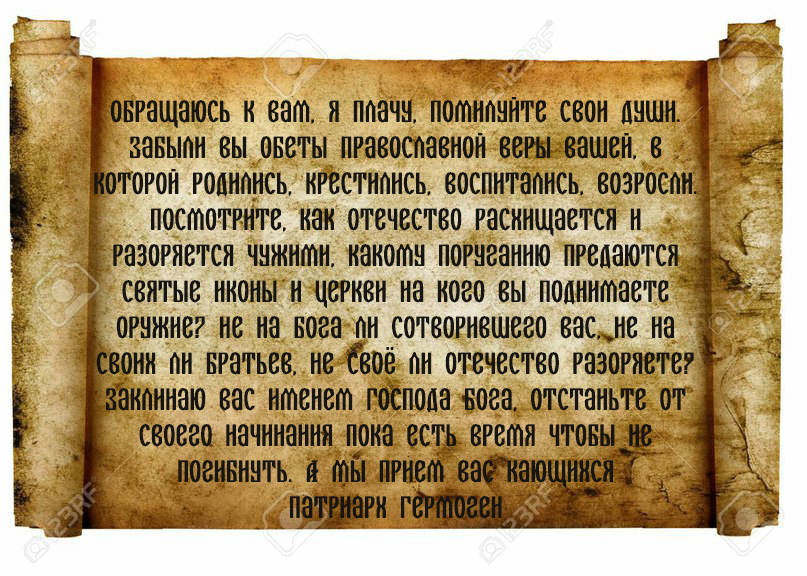 ОБРАЩАЮСЬ К ВАМ, Я ПЛАЧУ, ПОМИЛУЙТЕ СВОИ ДУШИ.
ЗАБЫЛИ ВЫ ОБЕТЫ ПРАВОСЛАВНОЙ ВЕРЫ ВАШЕЙ, В
КОТОРОЙ РОДИЛИСЬ, КРЕСТИЛИСЬ, ВОСПИТАЛИСЬ, ВОЗРОСЛИ.
ПОСМОТРИТЕ, КАК ОТЕЧЕСТВО РАСХИЩАЕТСЯ И
РАЗОРЯЕТСЯ ЧУЖИМИ, КАКОМУ ПОРУГАНИЮ ПРЕДАЮТСЯ
СВЯТЫЕ ИКОНЫ И ЦЕРКВИ НА КОГО ВЫ ПОДНИМАЕТЕ
ОРУЖИЕ? НЕ НА БОГА ЛИ СОТВОРИВШЕГО ВАС, НЕ НА
СВОИХ ЛИ БРАТЬЕВ, НЕ СВОЁ ЛИ ОТЕЧЕСТВО РАЗОРЯЕТЕ?
ЗАКЛИНАЮ ВАС ИМЕНЕМ ГОСПОДА БОГА, ОТСТАНЬТЕ ОТ
СВОЕГО НАЧИНАНИЯ ПОКА ЕСТЬ ВРЕМЯ ЧТОБЫ НЕ
ПОГИБНУТЬ. А МЫ ПРИЕМ ВАС КАЮЩИХСЯ
ПАТРИАРХ ГЕРМОГЕН
123RF